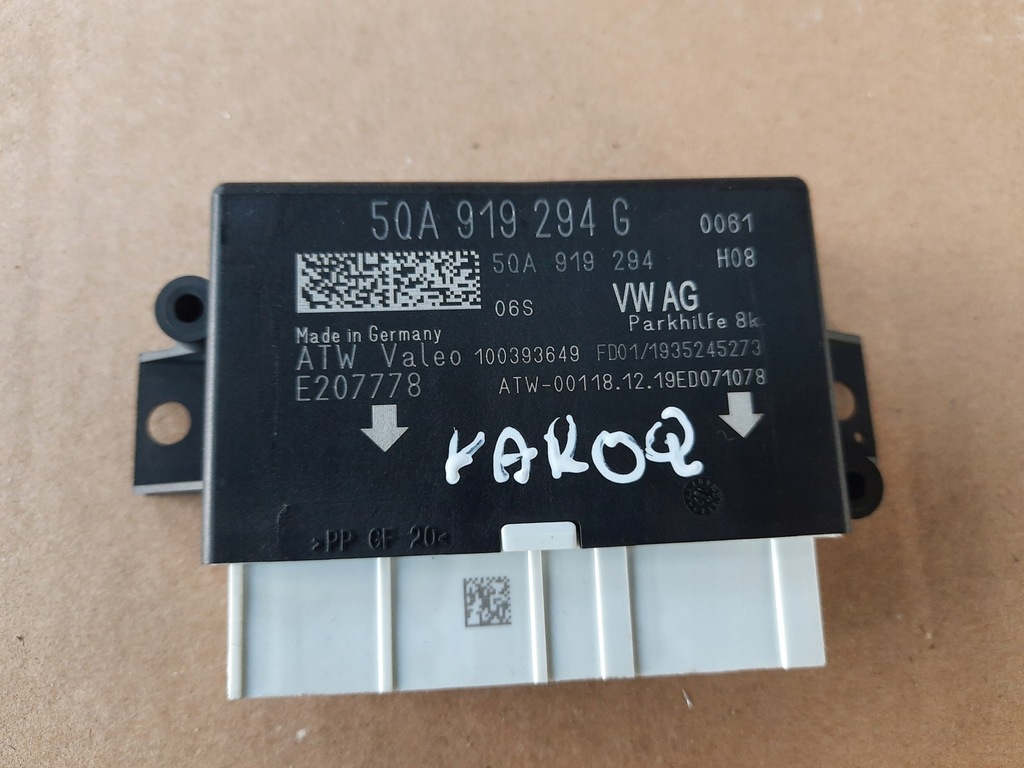 5QA 919 294 G 0061
5QA 919 294 H08
06S VW AG
Parkhilfe 8k
Made in Germany
ATW Valeo 100393649 FD01/1935245273
E207778 ATW-00118.12.19ED071078
KAROQ
>PP GF 20<